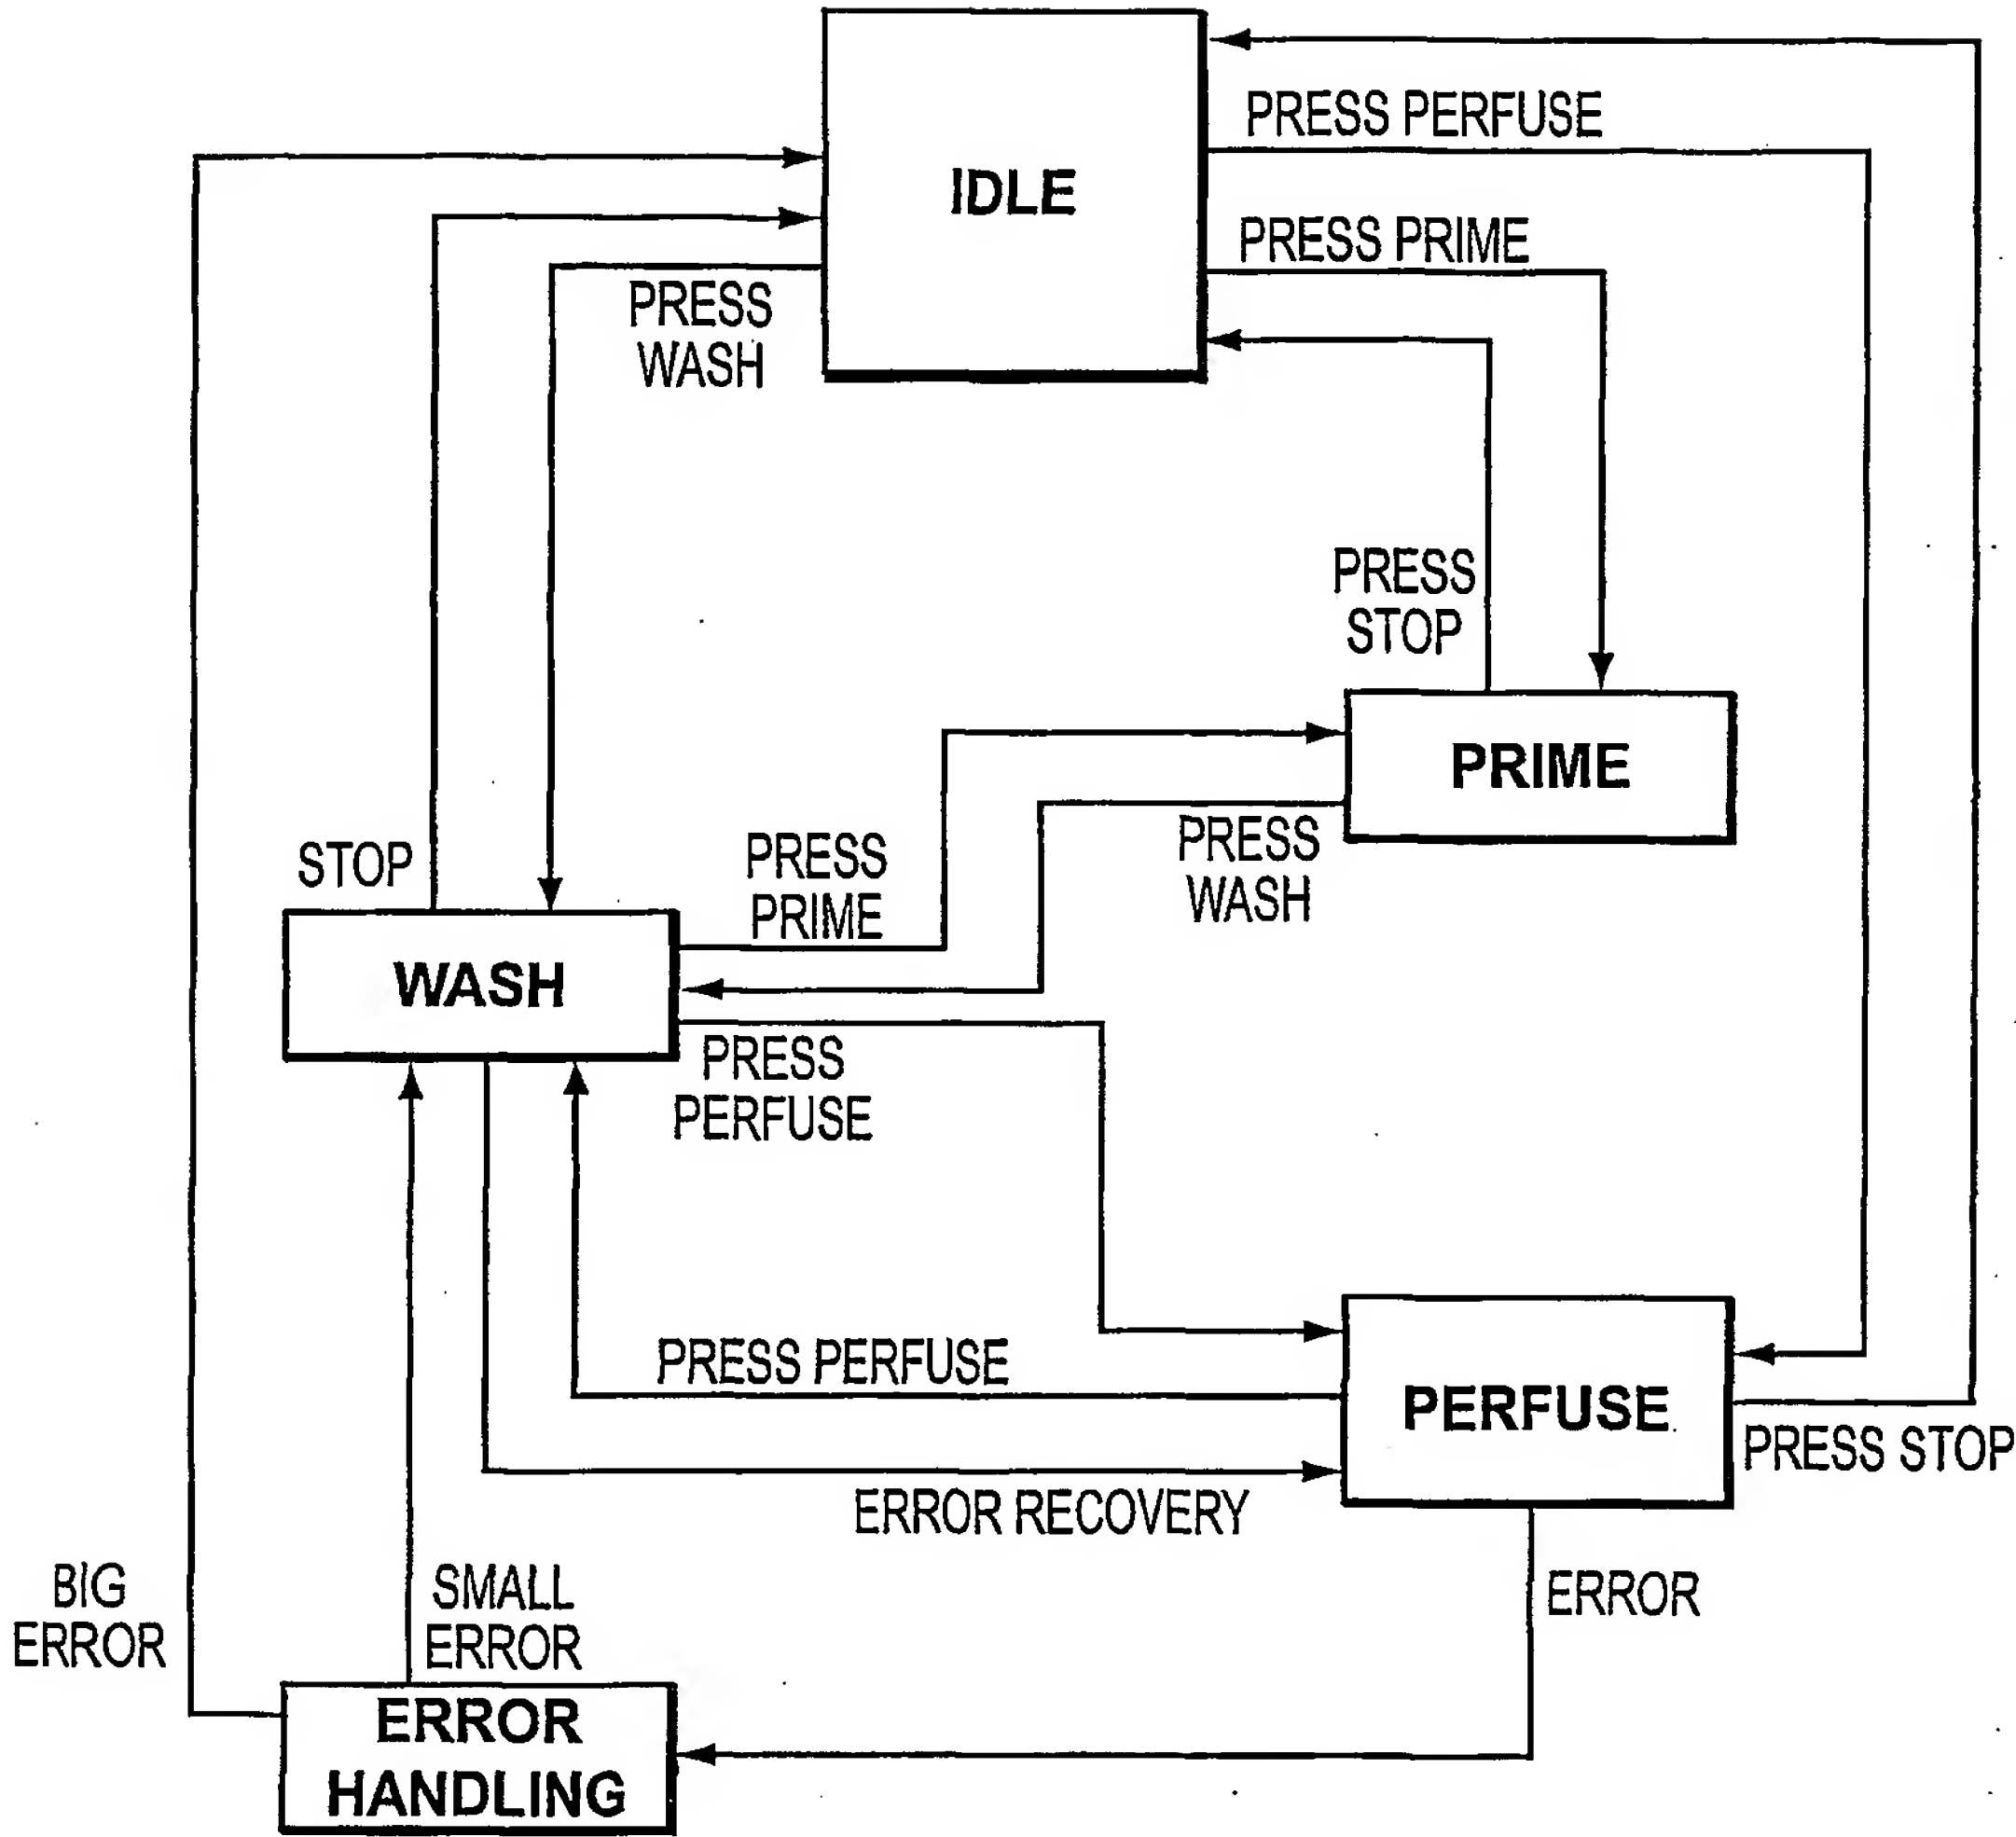 PRESS PERFUSE
IDLE
PRESS PRIME
PRESS
WASH
PRESS
STOP
PRIME
STOP
PRESS
PRIME
PRESS
WASH
WASH
PRESS
PERFUSE
PRESS PERFUSE
PERFUSE
PRESS STOP
ERROR RECOVERY
BIG
ERROR
SMALL
ERROR
ERROR
ERROR
HANDLING